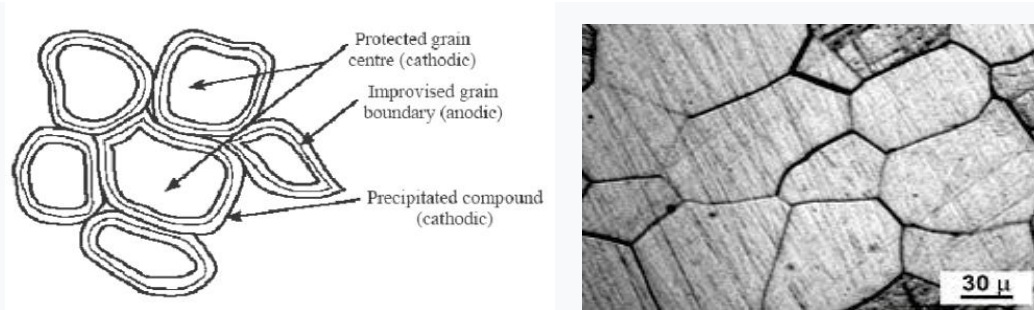 Protected grain
centre (cathodic)
Improvised grain
boundary (anodic)
Precipitated compound
(cathodic)
30 μ